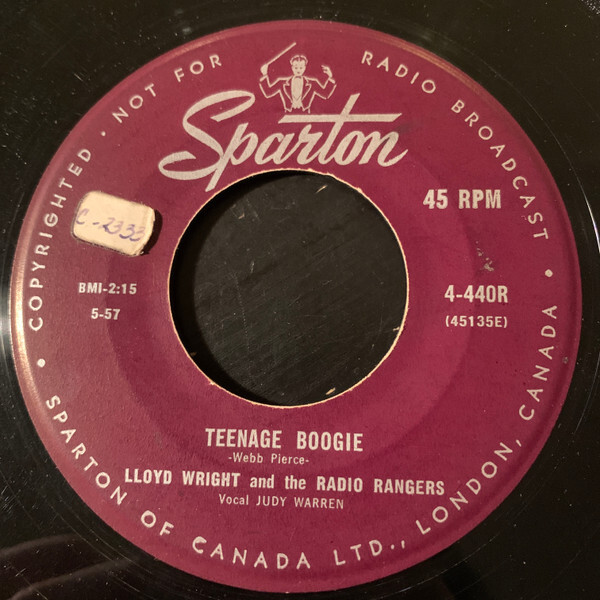 COPYRIGHTED • NOT FOR RADIO BROADCAST •
Sparton
45 RPM
C-2333
BMI-2:15
5-57
4-440R
(45135E)
TEENAGE BOOGIE
-Webb Pierce-
LLOYD WRIGHT and the RADIO RANGERS
Vocal JUDY WARREN
• SPARTON OF CANADA LTD., LONDON, CANADA